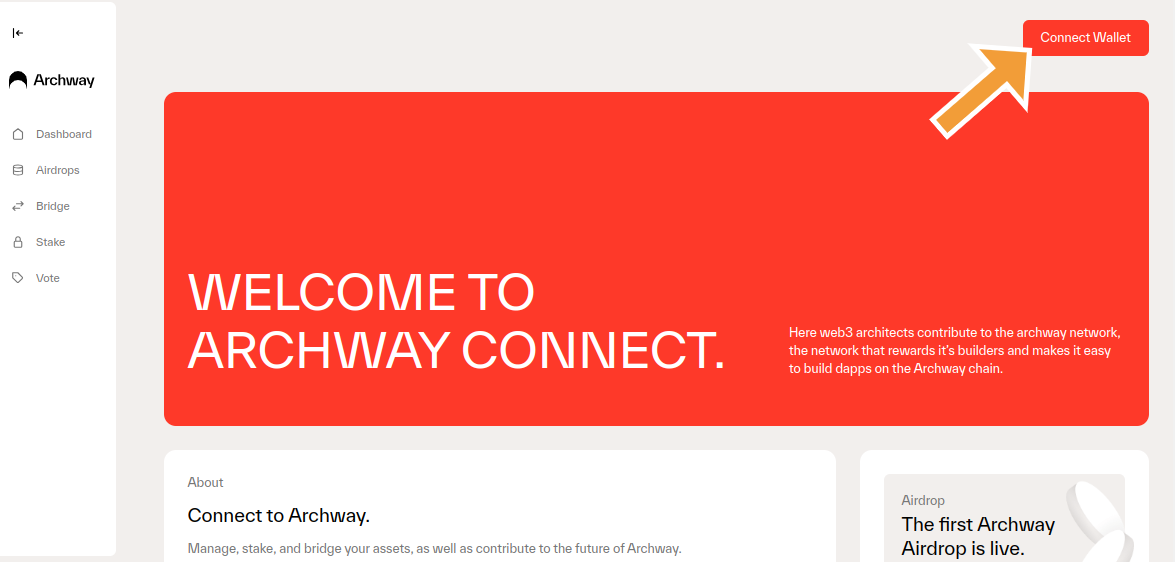 Connect Wallet
Archway
Dashboard
Airdrops
Bridge
Stake
Vote
WELCOME TO
ARCHWAY CONNECT.
Here web3 architects contribute to the archway network,
the network that rewards it's builders and makes it easy
to build dapps on the Archway chain.
About
Connect to Archway.
Manage, stake, and bridge your assets, as well as contribute to the future of Archway.
Airdrop
The first Archway
Airdrop is live.